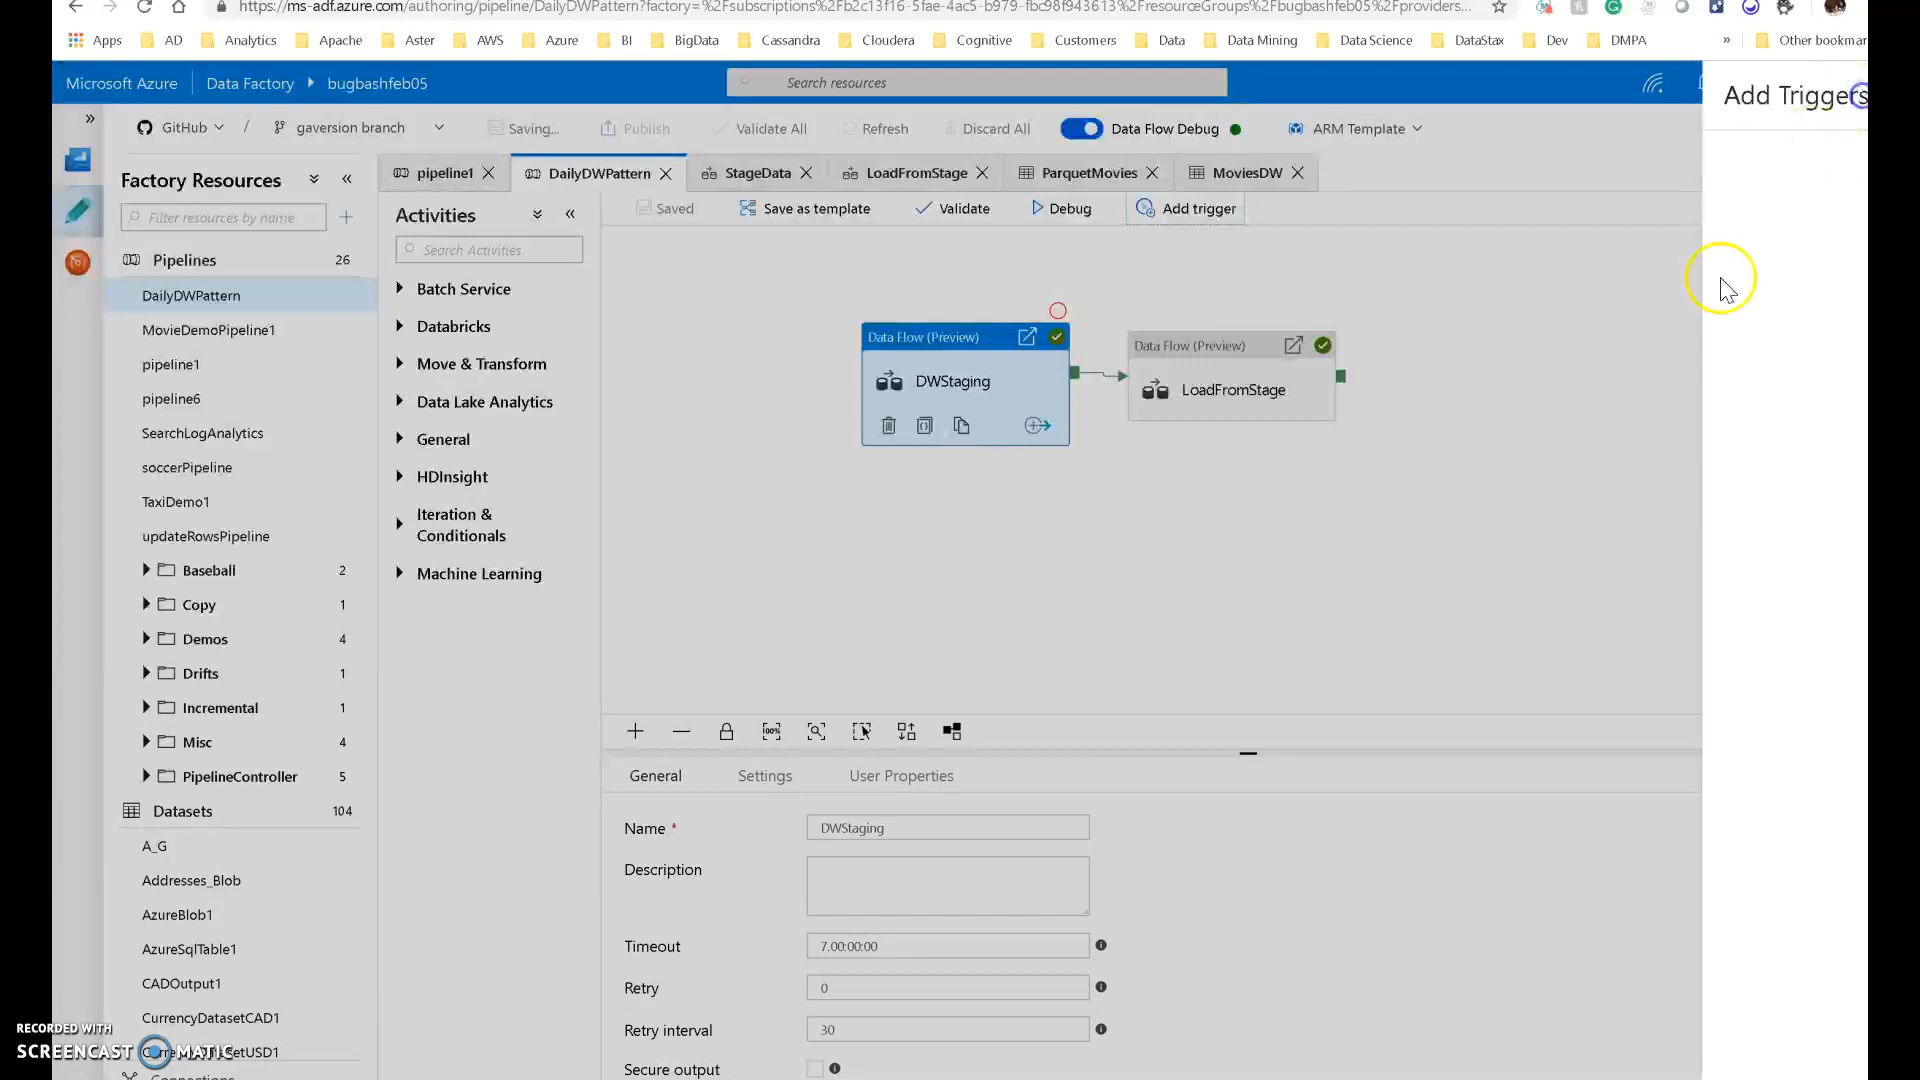 https://ms-adf.azure.com/authoring/pipeline/DailyDWPattern?factory=%2Fsubscriptions%2Fb2c13f16-5fae-4ac5-b979-fbc98f943613%2FresourceGroups%2Fbugbashfeb05%2Fproviders...
Apps AD Analytics Apache Aster AWS Azure BI BigData Cassandra Cloudera Cognitive Customers Data Data Mining Data Science DataStax Dev DMPA » Other bookmar
Microsoft Azure Data Factory bugbashfeb05 Search resources
Add Triggers
GitHub / gaversion branch Saving... Publish Validate All Refresh Discard All Data Flow Debug ARM Template
pipeline1 DailyDWPattern StageData LoadFromStage ParquetMovies MoviesDW
Factory Resources
Filter resources by name
Pipelines 26
DailyDWPattern
MovieDemoPipeline1
pipeline1
pipeline6
SearchLogAnalytics
soccerPipeline
TaxiDemo1
updateRowsPipeline
Baseball 2
Copy 1
Demos 4
Drifts 1
Incremental 1
Misc 4
PipelineController 5
Datasets 104
A_G
Addresses_Blob
AzureBlob1
AzureSqlTable1
CADOutput1
CurrencyDatasetCAD1
Activities
Search Activities
Batch Service
Databricks
Move & Transform
Data Lake Analytics
General
HDInsight
Iteration &
Conditionals
Machine Learning
Saved Save as template Validate Debug Add trigger
Data Flow (Preview)
DWStaging
Data Flow (Preview)
LoadFromStage
100%
General Settings User Properties
Name * DWStaging
Description
Timeout 7.00:00:00
Retry 0
Retry interval 30
Secure output
RECORDED WITH
SCREENCAST MATIC